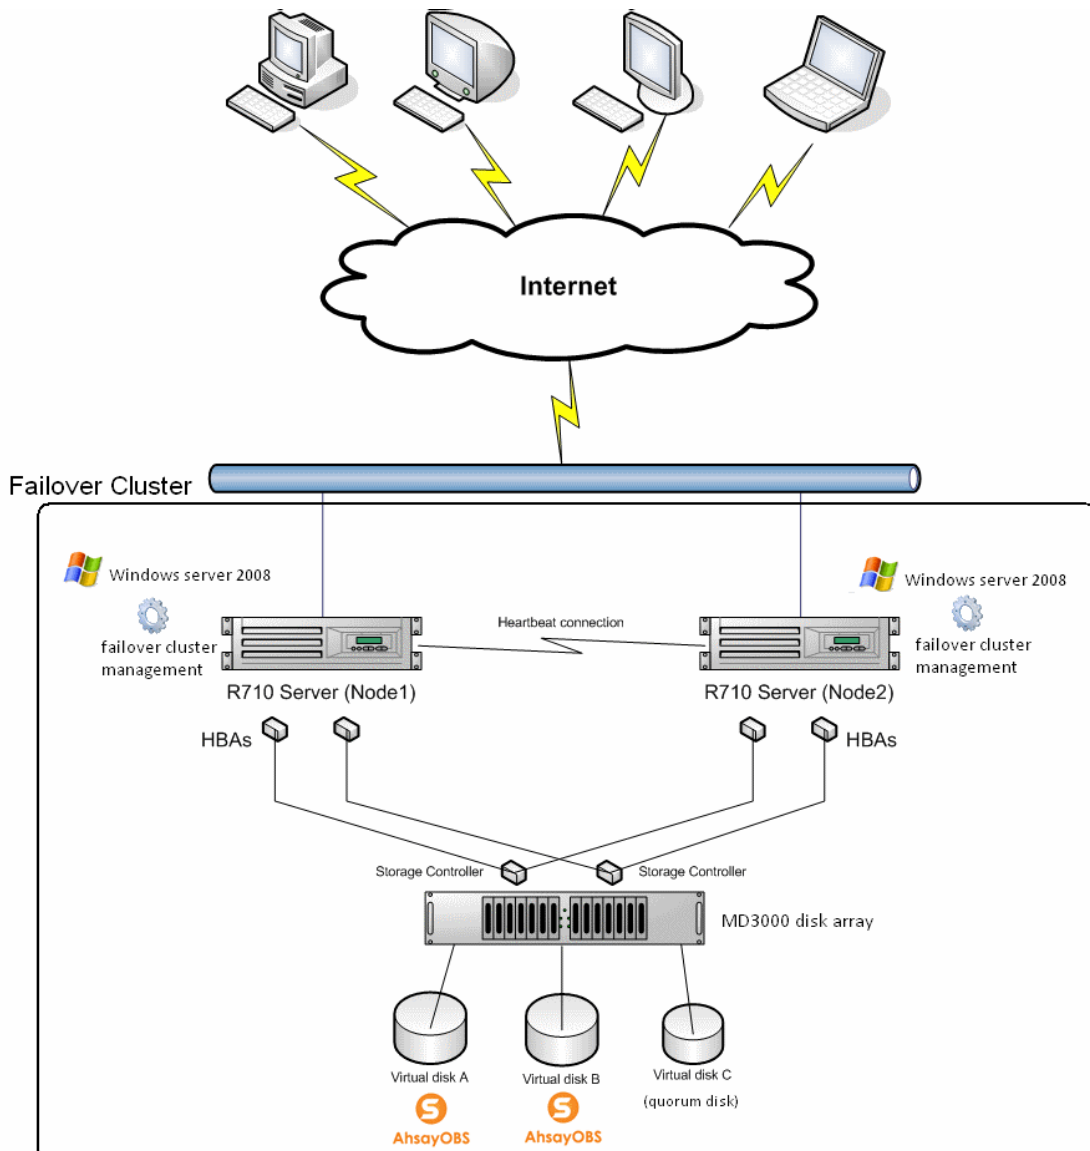 Internet
Failover Cluster
Windows server 2008
failover cluster
management
R710 Server (Node1)
HBAs
Heartbeat connection
Windows server 2008
failover cluster
management
R710 Server (Node2)
HBAs
Storage Controller
Storage Controller
MD3000 disk array
Virtual disk A
AhsayOBS
Virtual disk B
AhsayOBS
Virtual disk C
(quorum disk)